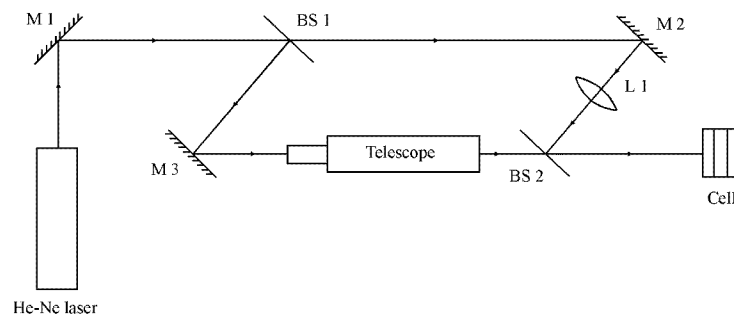 M 1
BS 1
M 2
L 1
M 3
Telescope
BS 2
Cell
He-Ne laser